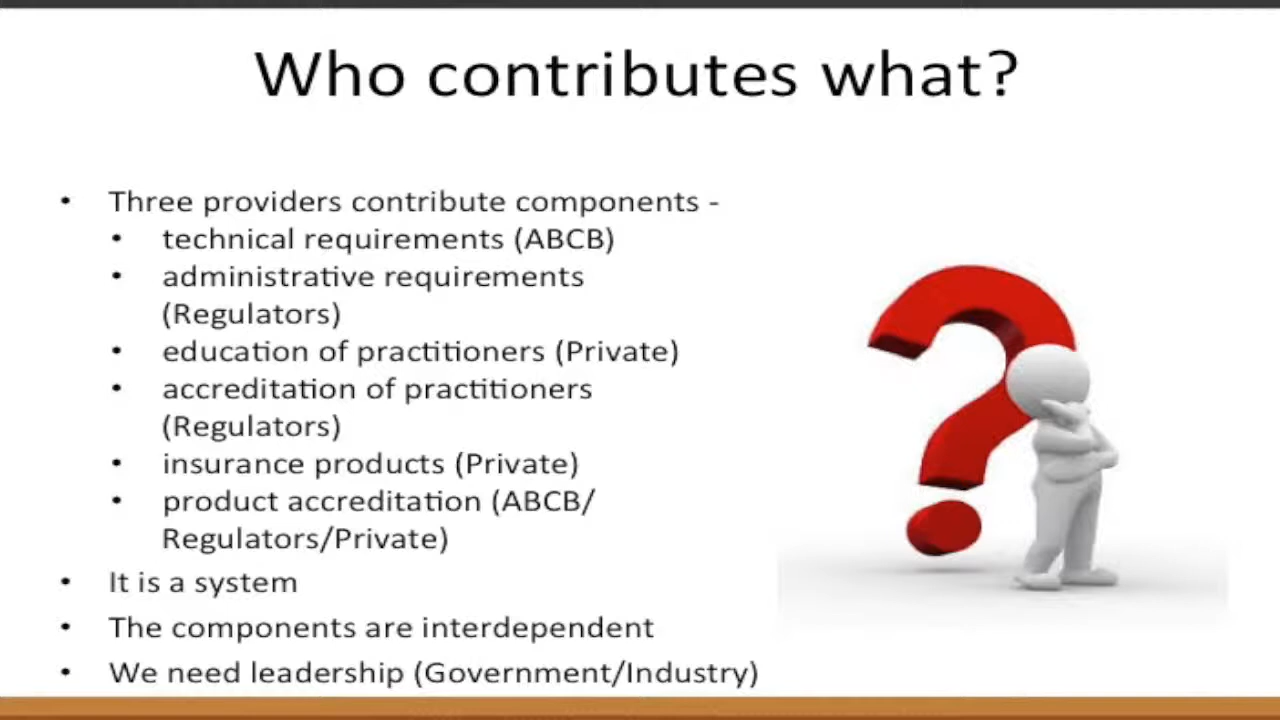 Who contributes what?
• Three providers contribute components -
• technical requirements (ABCB)
• administrative requirements
(Regulators)
• education of practitioners (Private)
• accreditation of practitioners
(Regulators)
• insurance products (Private)
• product accreditation (ABCB/
Regulators/Private)
• It is a system
• The components are interdependent
• We need leadership (Government/Industry)